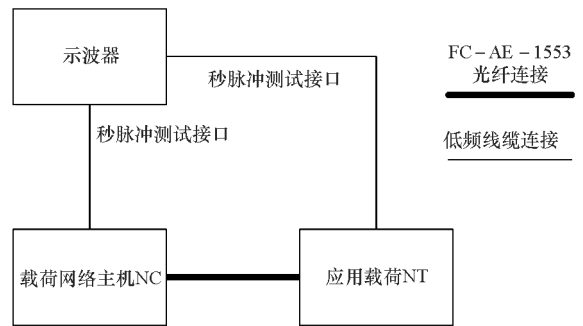 示波器
秒脉冲测试接口
秒脉冲测试接口
载荷网络主机NC
应用载荷NT
FC-AE-1553
光纤连接
低频线缆连接